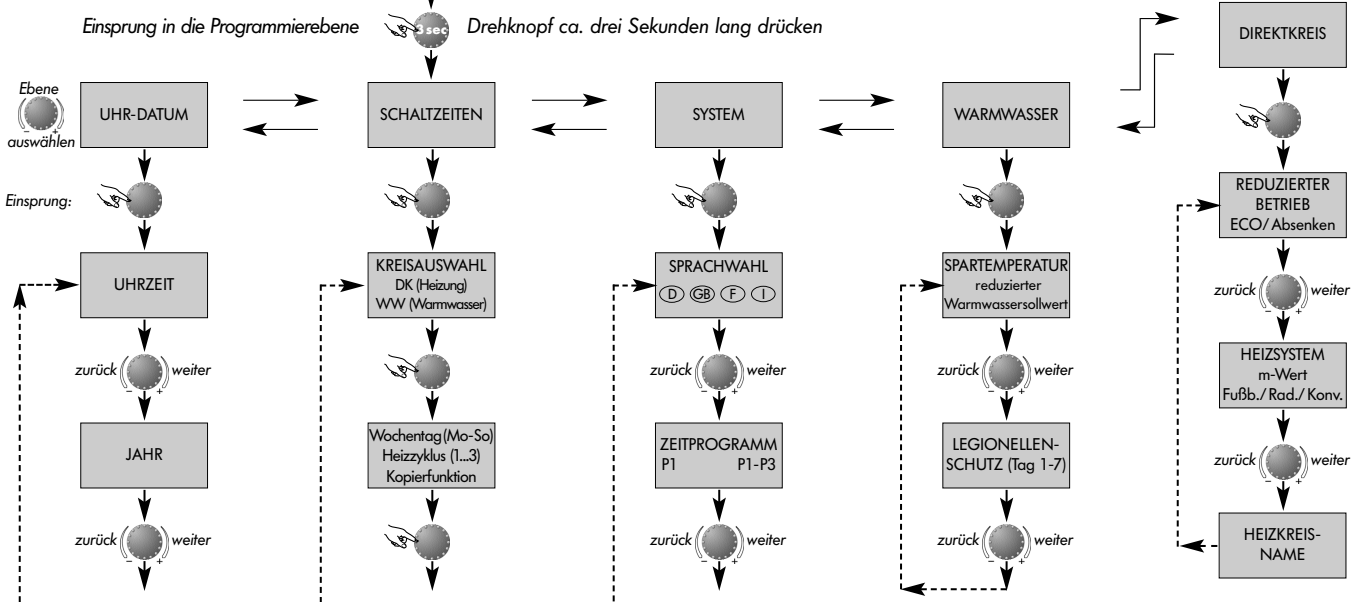 Einsprung in die Programmierebene
3 sec
Drehknopf ca. drei Sekunden lang drücken
Ebene
- +
auswählen
UHR-DATUM
SCHALTZEITEN
SYSTEM
WARMWASSER
DIREKTKREIS
Einsprung:
UHRZEIT
zurück - + weiter
JAHR
zurück - + weiter
KREISAUSWAHL
DK (Heizung)
WW (Warmwasser)
Wochentag (Mo-So)
Heizzyklus (1...3)
Kopierfunktion
SPRACHWAHL
D GB F I
zurück - + weiter
ZEITPROGRAMM
P1 P1-P3
zurück - + weiter
SPARTEMPERATUR
reduzierter
Warmwassersollwert
zurück - + weiter
LEGIONELLEN-
SCHUTZ (Tag 1-7)
zurück - + weiter
REDUZIERTER
BETRIEB
ECO/Absenken
zurück - + weiter
HEIZSYSTEM
m-Wert
Fußb./Rad./Konv.
zurück - + weiter
HEIZKREIS-
NAME